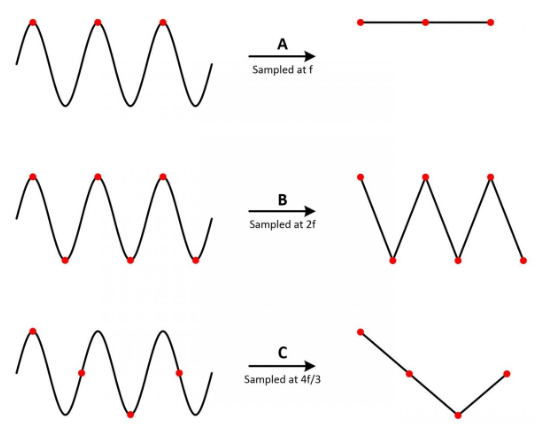 A
Sampled at f
B
Sampled at 2f
C
Sampled at 4f/3